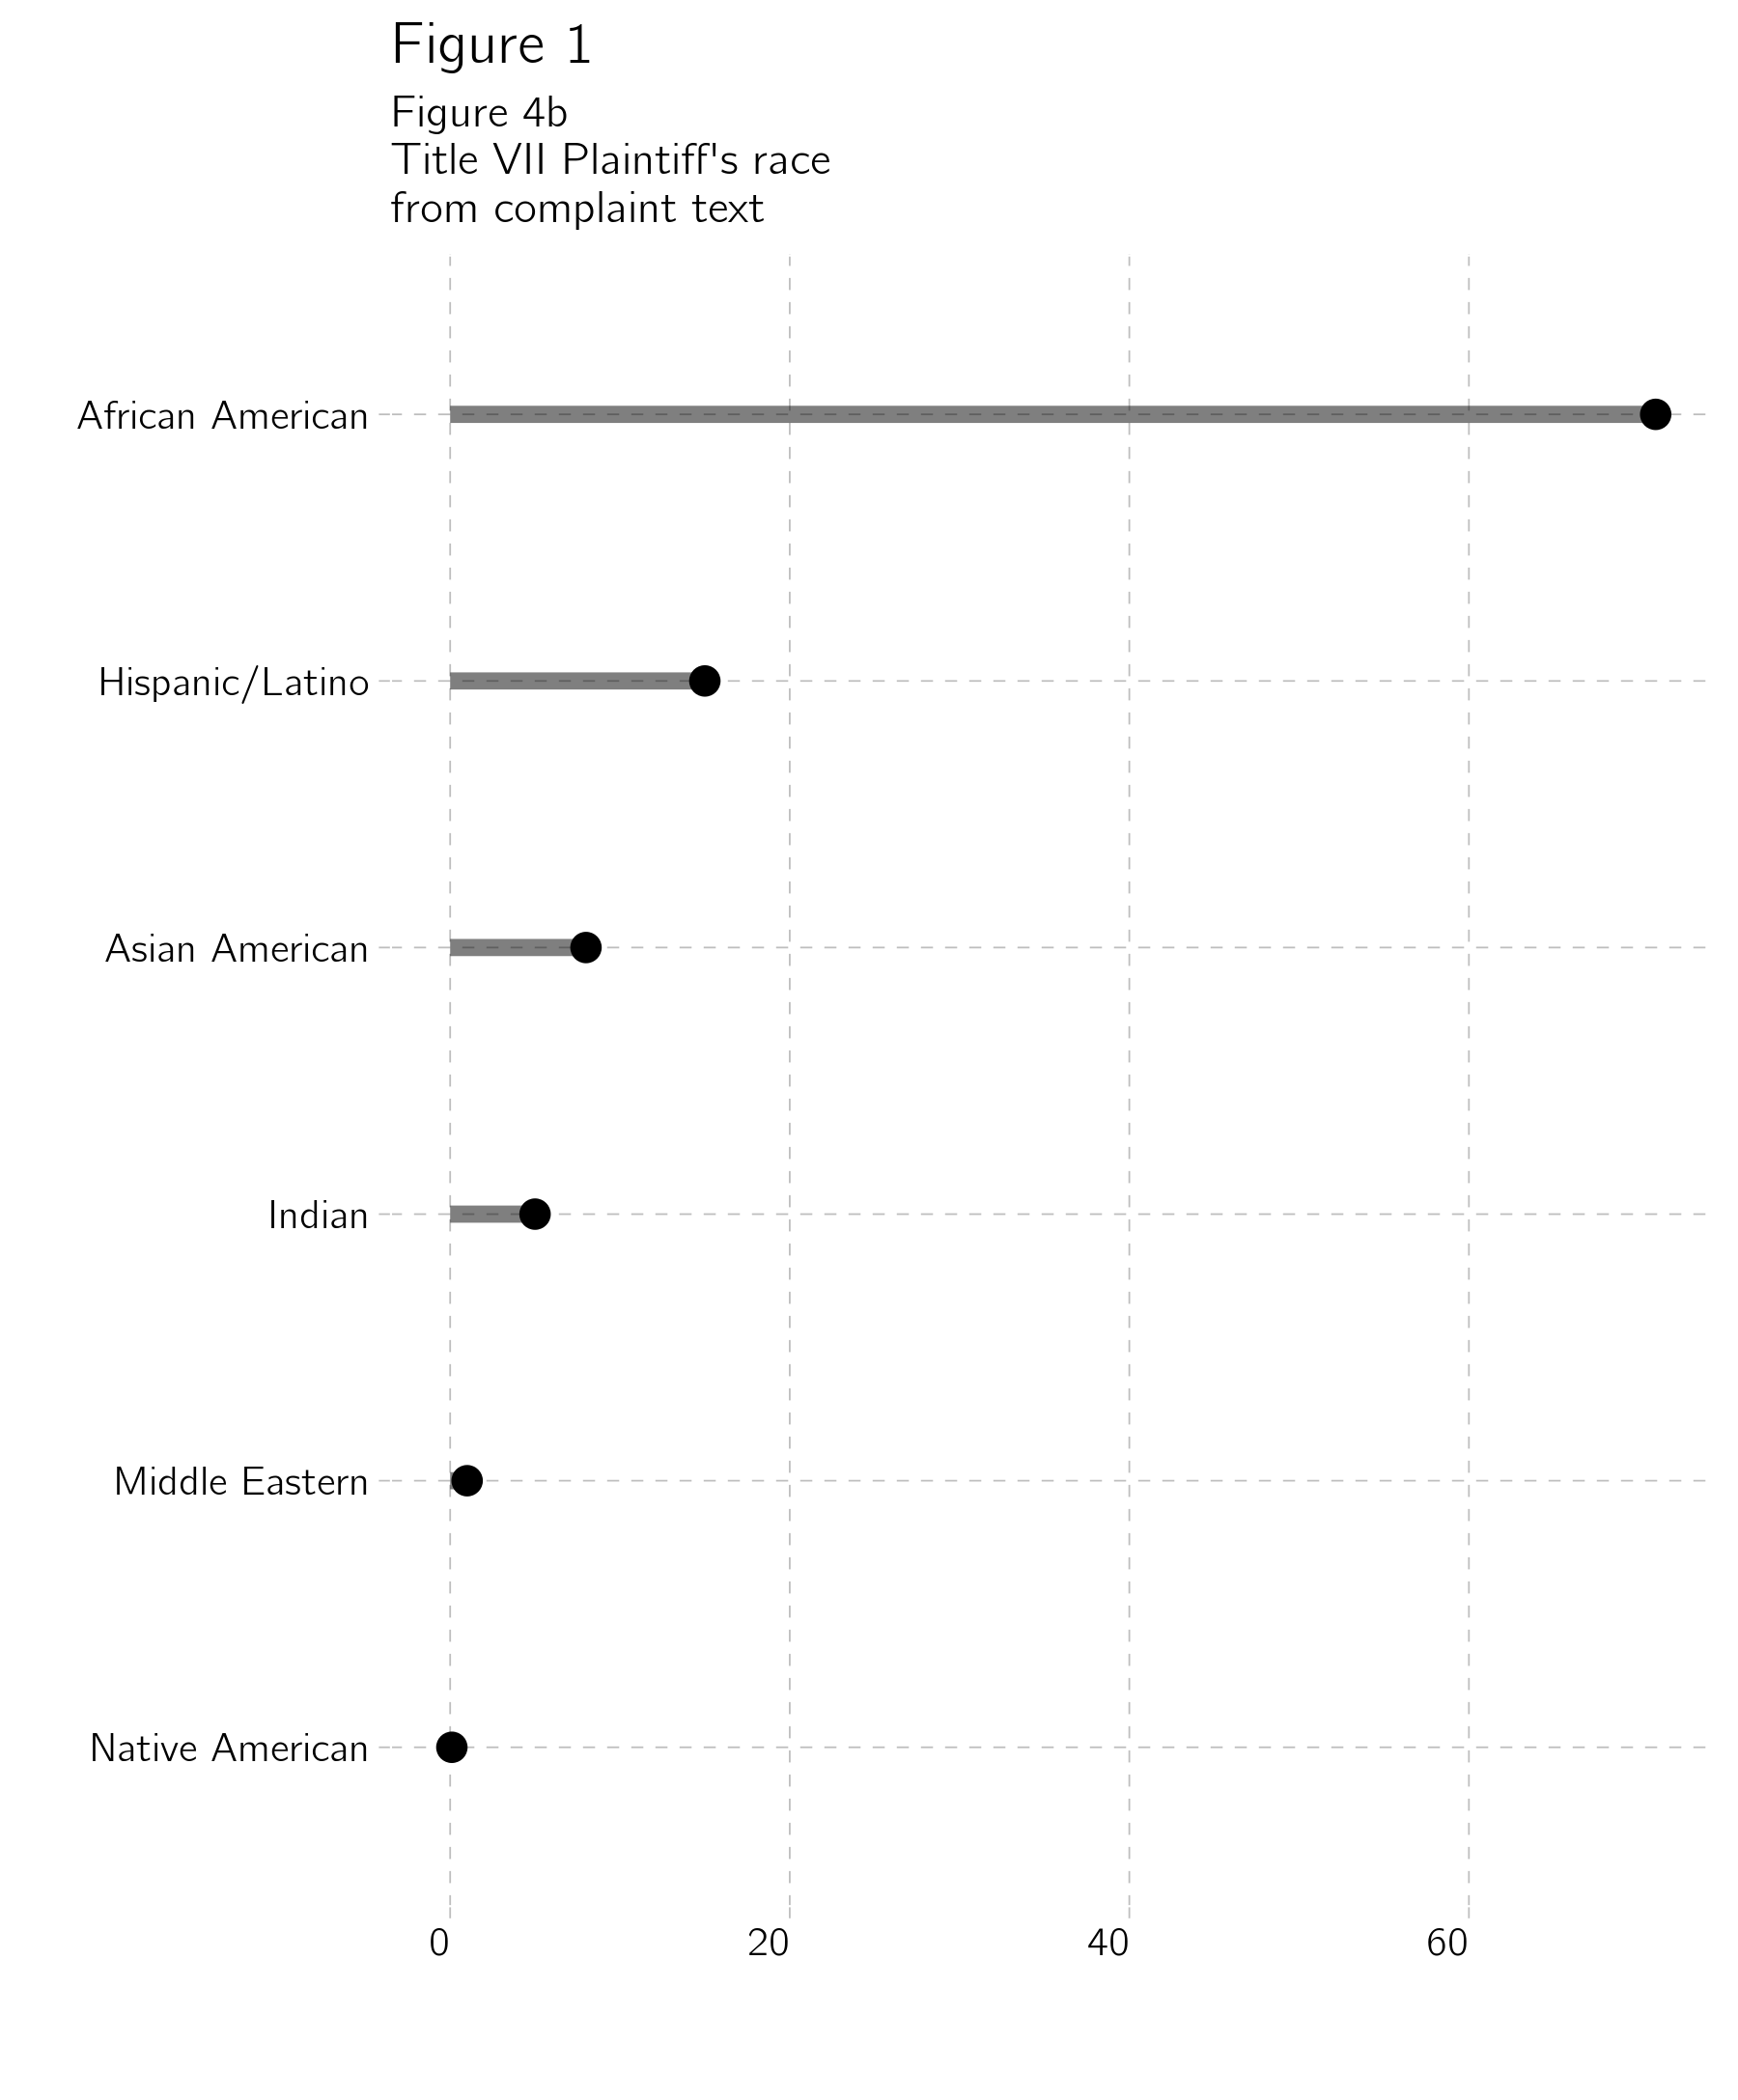 Figure 1
Figure 4b
Title VII Plaintiff's race
from complaint text
African American
Hispanic/Latino
Asian American
Indian
Middle Eastern
Native American
0 20 40 60